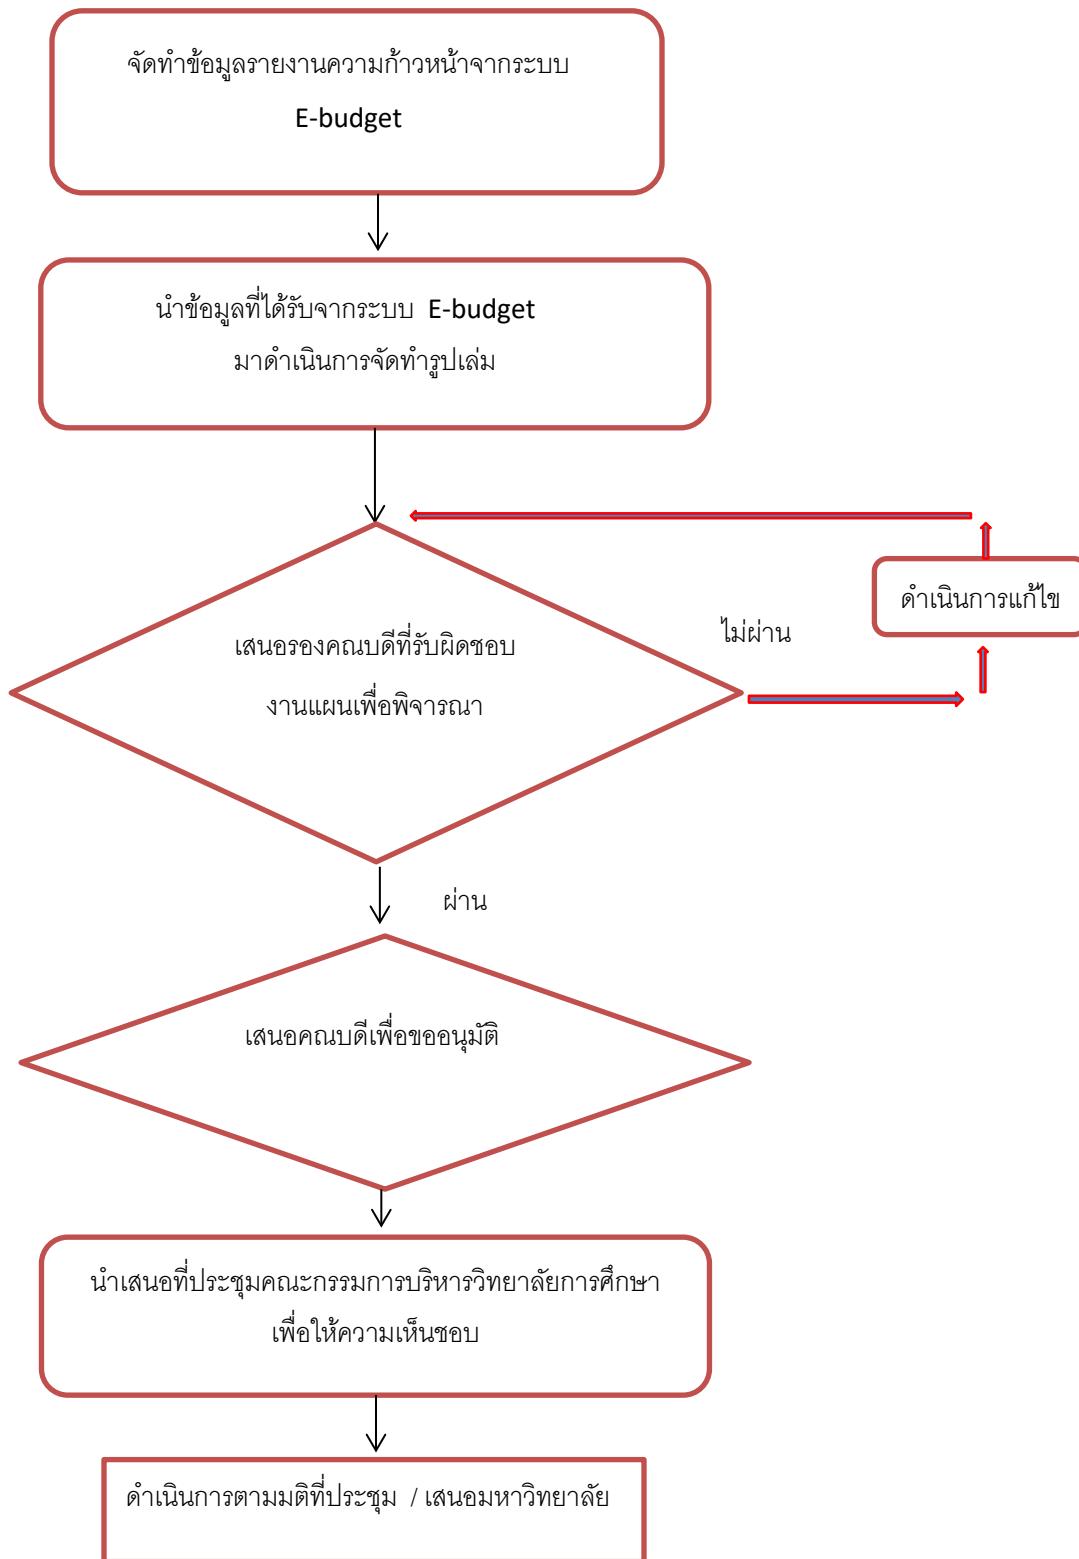 จัดทำข้อมูลรายงานความก้าวหน้าจากระบบ
E-budget
นำข้อมูลที่ได้รับจากระบบ E-budget
มาดำเนินการจัดทำรูปเล่ม
ดำเนินการแก้ไข
ไม่ผ่าน
เสนอรองคณบดีที่รับผิดชอบ
งานแผนเพื่อพิจารณา
ผ่าน
เสนอคณบดีเพื่อขออนุมัติ
นำเสนอที่ประชุมคณะกรรมการบริหารวิทยาลัยการศึกษา
เพื่อให้ความเห็นชอบ
ดำเนินการตามมติที่ประชุม / เสนอมหาวิทยาลัย